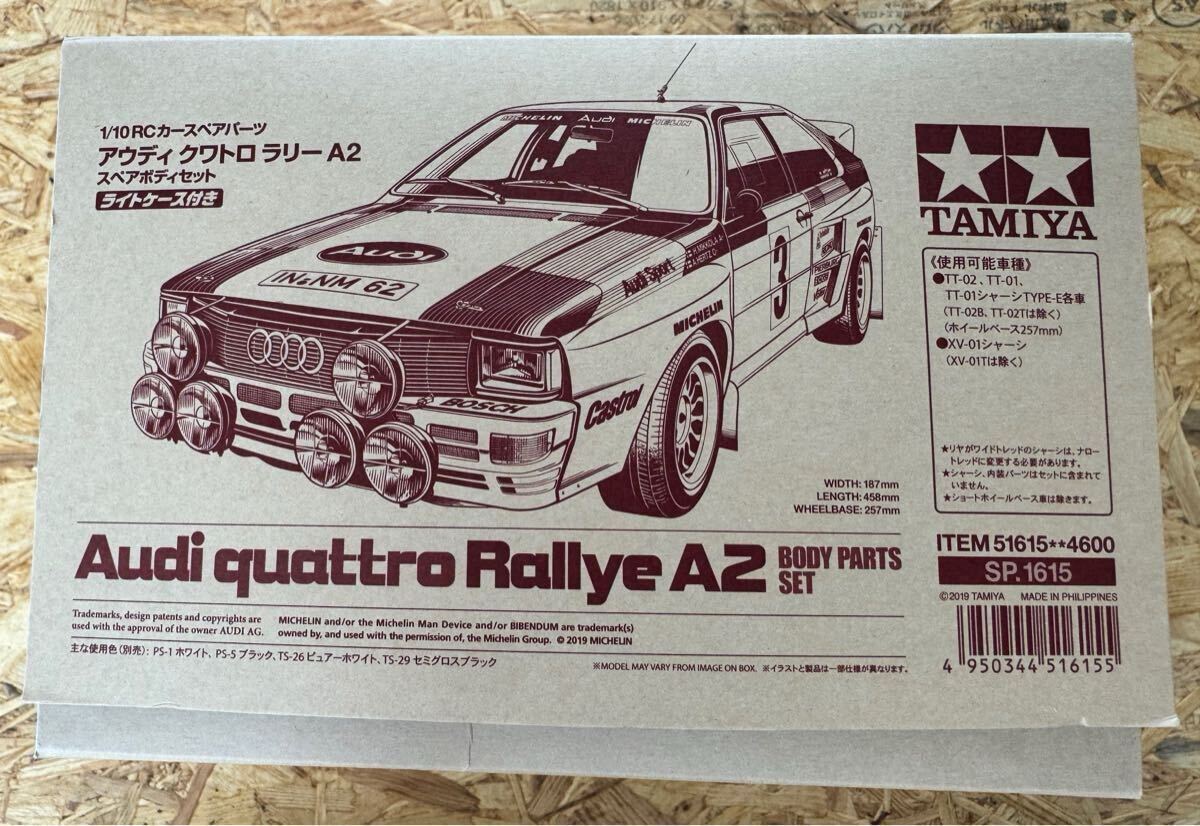 1/10 RCカースペアパーツ
アウディ クワトロ ラリー A2
スペアボディセット
ライトケース付き
MICHELIN Audi MICHELIN
Audi
IN NM 62
Audi Sport
H.MIKKOLA
A.HERTZ
3
MICHELIN
BOSCH
Castrol
TAMIYA
《使用可能車種》
●TT-02、TT-01、
TT-01シャーシTYPE-E各車
(TT-02B、TT-02Tは除く)
(ホイールベース257mm)
●XV-01シャーシ
(XV-01Tは除く)
★リヤがワイドトレッドのシャーシは、ナロー
トレッドに変更する必要があります。
★シャーシ、内装パーツはセットに含まれて
いません。
★ショートホイールベース車は除きます。
WIDTH: 187mm
LENGTH: 458mm
WHEELBASE: 257mm
Audi quattro Rallye A2 BODY PARTS
SET
ITEM 51615**4600
SP.1615
©2019 TAMIYA MADE IN PHILIPPINES
4 950344 516155
Trademarks, design patents and copyrights are
used with the approval of the owner AUDI AG.
MICHELIN and/or the Michelin Man Device and/or BIBENDUM are trademark(s)
owned by, and used with the permission of, the Michelin Group. © 2019 MICHELIN
主な使用色(別売): PS-1 ホワイト、PS-5 ブラック、TS-26 ピュアーホワイト、TS-29 セミグロスブラック
※MODEL MAY VARY FROM IMAGE ON BOX. ※イラストと製品は一部仕様が異なります。